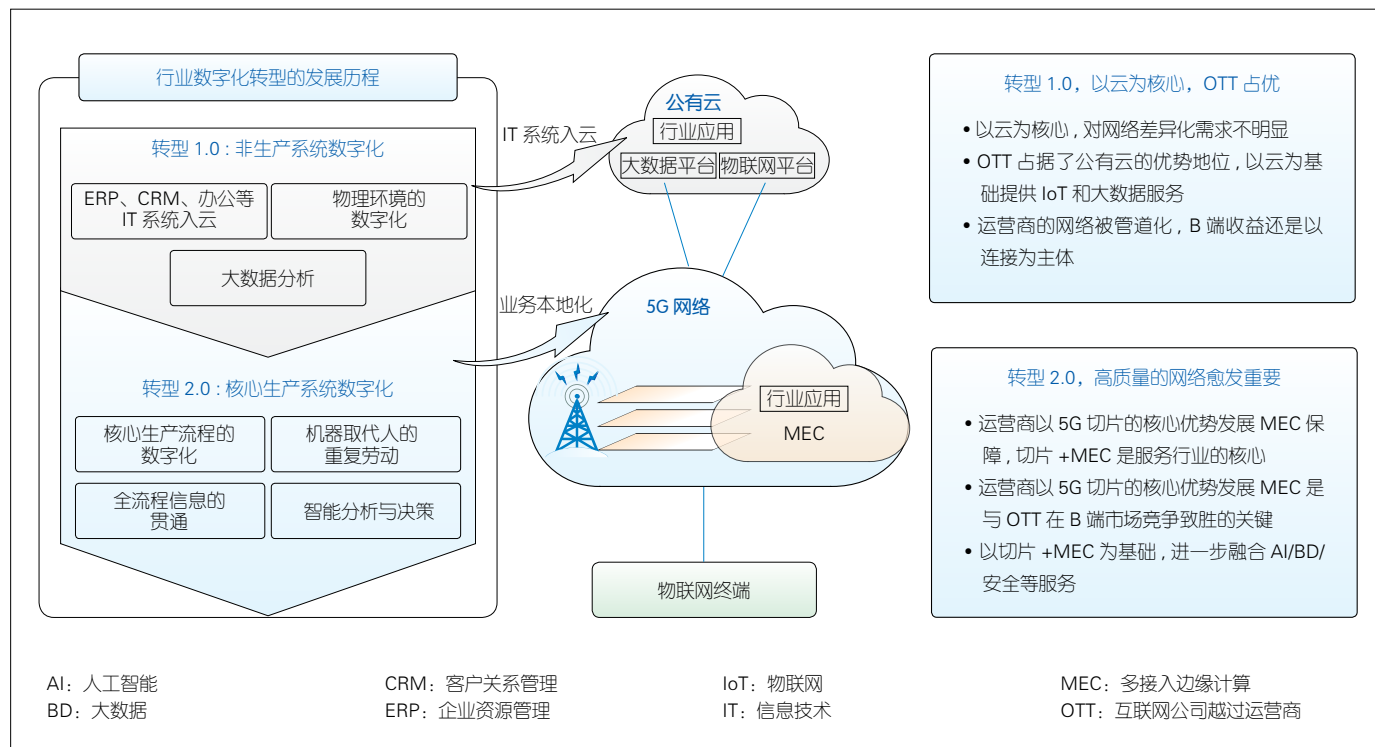 行业数字化转型的发展历程
转型 1.0 : 非生产系统数字化
ERP、CRM、办公等
IT 系统入云
物理环境的
数字化
大数据分析
转型 2.0 : 核心生产系统数字化
核心生产流程的
数字化
机器取代人的
重复劳动
全流程信息的
贯通
智能分析与决策
IT 系统入云
业务本地化
公有云
行业应用
大数据平台
物联网平台
5G 网络
行业应用
MEC
物联网终端
转型 1.0，以云为核心，OTT 占优
• 以云为核心 , 对网络差异化需求不明显
• OTT 占据了公有云的优势地位 , 以云为基
础提供 IoT 和大数据服务
• 运营商的网络被管道化 , B 端收益还是以
连接为主体
转型 2.0，高质量的网络愈发重要
• 运营商以 5G 切片的核心优势发展 MEC 保
障 , 切片 +MEC 是服务行业的核心
• 运营商以 5G 切片的核心优势发展 MEC 是
与 OTT 在 B 端市场竞争致胜的关键
• 以切片 +MEC 为基础 , 进一步融合 AI/BD/
安全等服务
AI：人工智能
BD：大数据
CRM：客户关系管理
ERP：企业资源管理
IoT：物联网
IT：信息技术
MEC：多接入边缘计算
OTT：互联网公司越过运营商